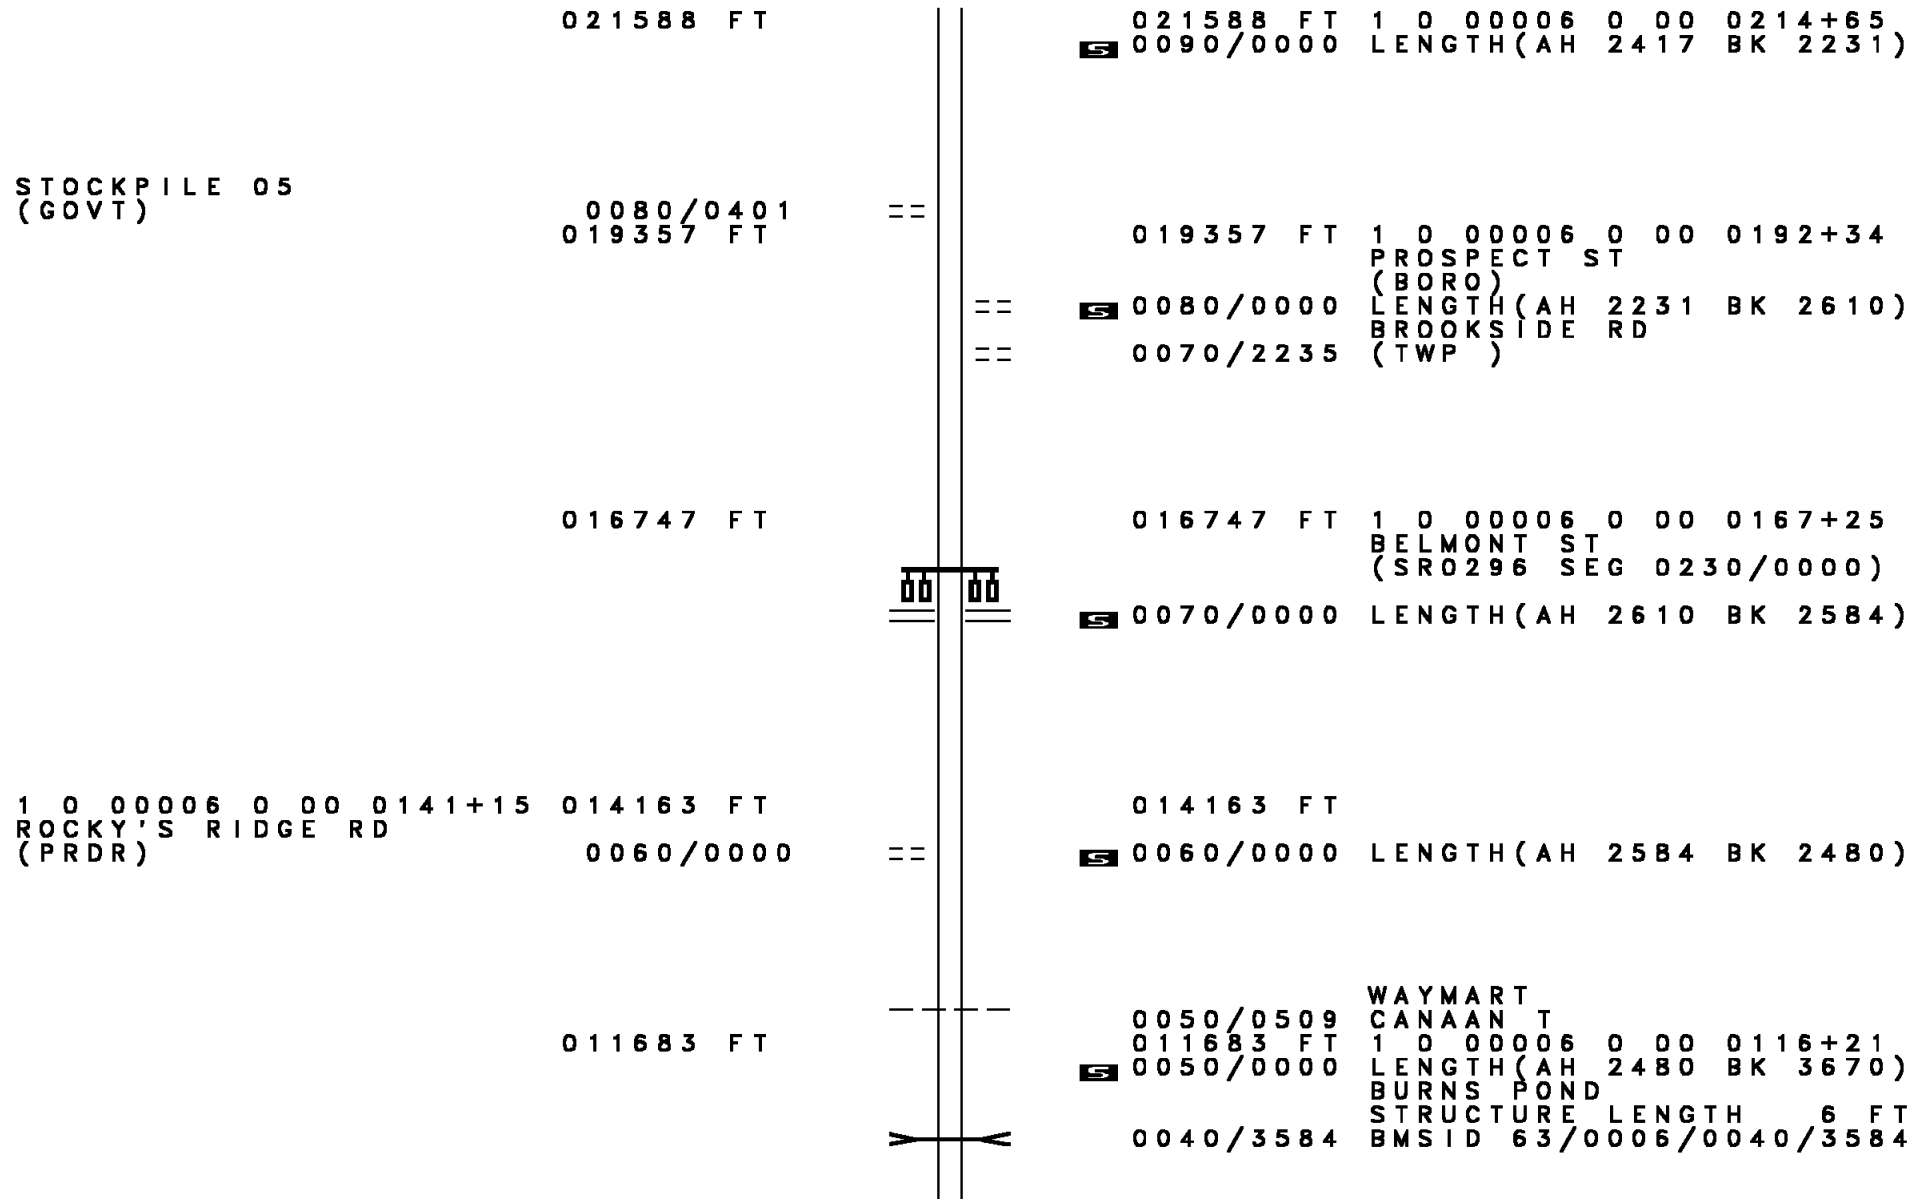 021588 FT 021588 FT 1 0 00006 0 00 0214+65
S 0090/0000 LENGTH(AH 2417 BK 2231)
STOCKPILE 05
(GOVT) 0080/0401
019357 FT 019357 FT 1 0 00006 0 00 0192+34
PROSPECT ST
(BORO)
S 0080/0000 LENGTH(AH 2231 BK 2610)
BROOKSIDE RD
0070/2235 (TWP )
016747 FT 016747 FT 1 0 00006 0 00 0167+25
BELMONT ST
(SR0296 SEG 0230/0000)
S 0070/0000 LENGTH(AH 2610 BK 2584)
1 0 00006 0 00 0141+15 014163 FT 014163 FT
ROCKY'S RIDGE RD
(PRDR) 0060/0000 S 0060/0000 LENGTH(AH 2584 BK 2480)
WAYMART
0050/0509 CANAAN T
011683 FT 011683 FT 1 0 00006 0 00 0116+21
S 0050/0000 LENGTH(AH 2480 BK 3670)
BURNS POND
STRUCTURE LENGTH 6 FT
0040/3584 BMSID 63/0006/0040/3584